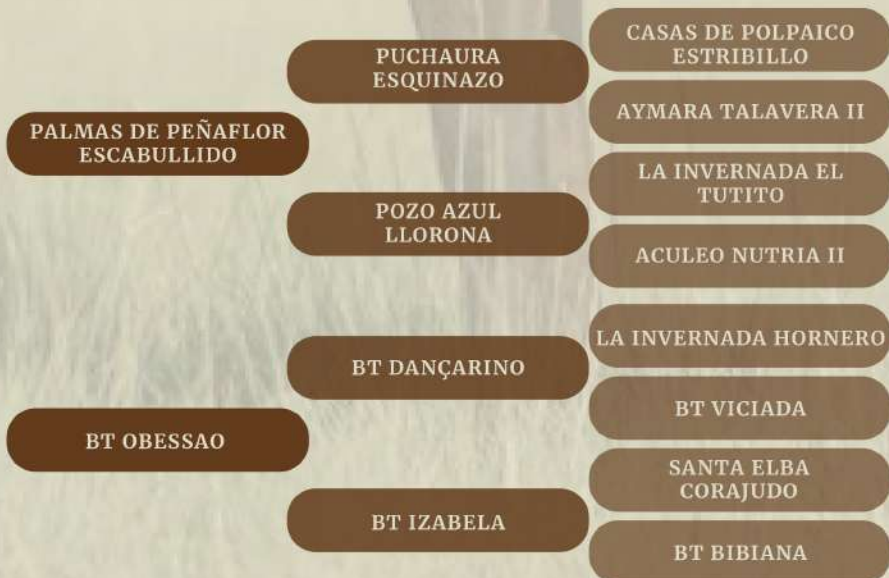 PALMAS DE PEÑAFLOR
ESCABULLIDO
PUCHAURA
ESQUINAZO
CASAS DE POLPAICO
ESTRIBILLO
AYMARA TALAVERA II
POZO AZUL
LLORONA
LA INVERNADA EL
TUTITO
ACULEO NUTRIA II
BT OBESSAO
BT DANÇARINO
LA INVERNADA HORNERO
BT VICIADA
BT IZABELA
SANTA ELBA
CORAJUDO
BT BIBIANA